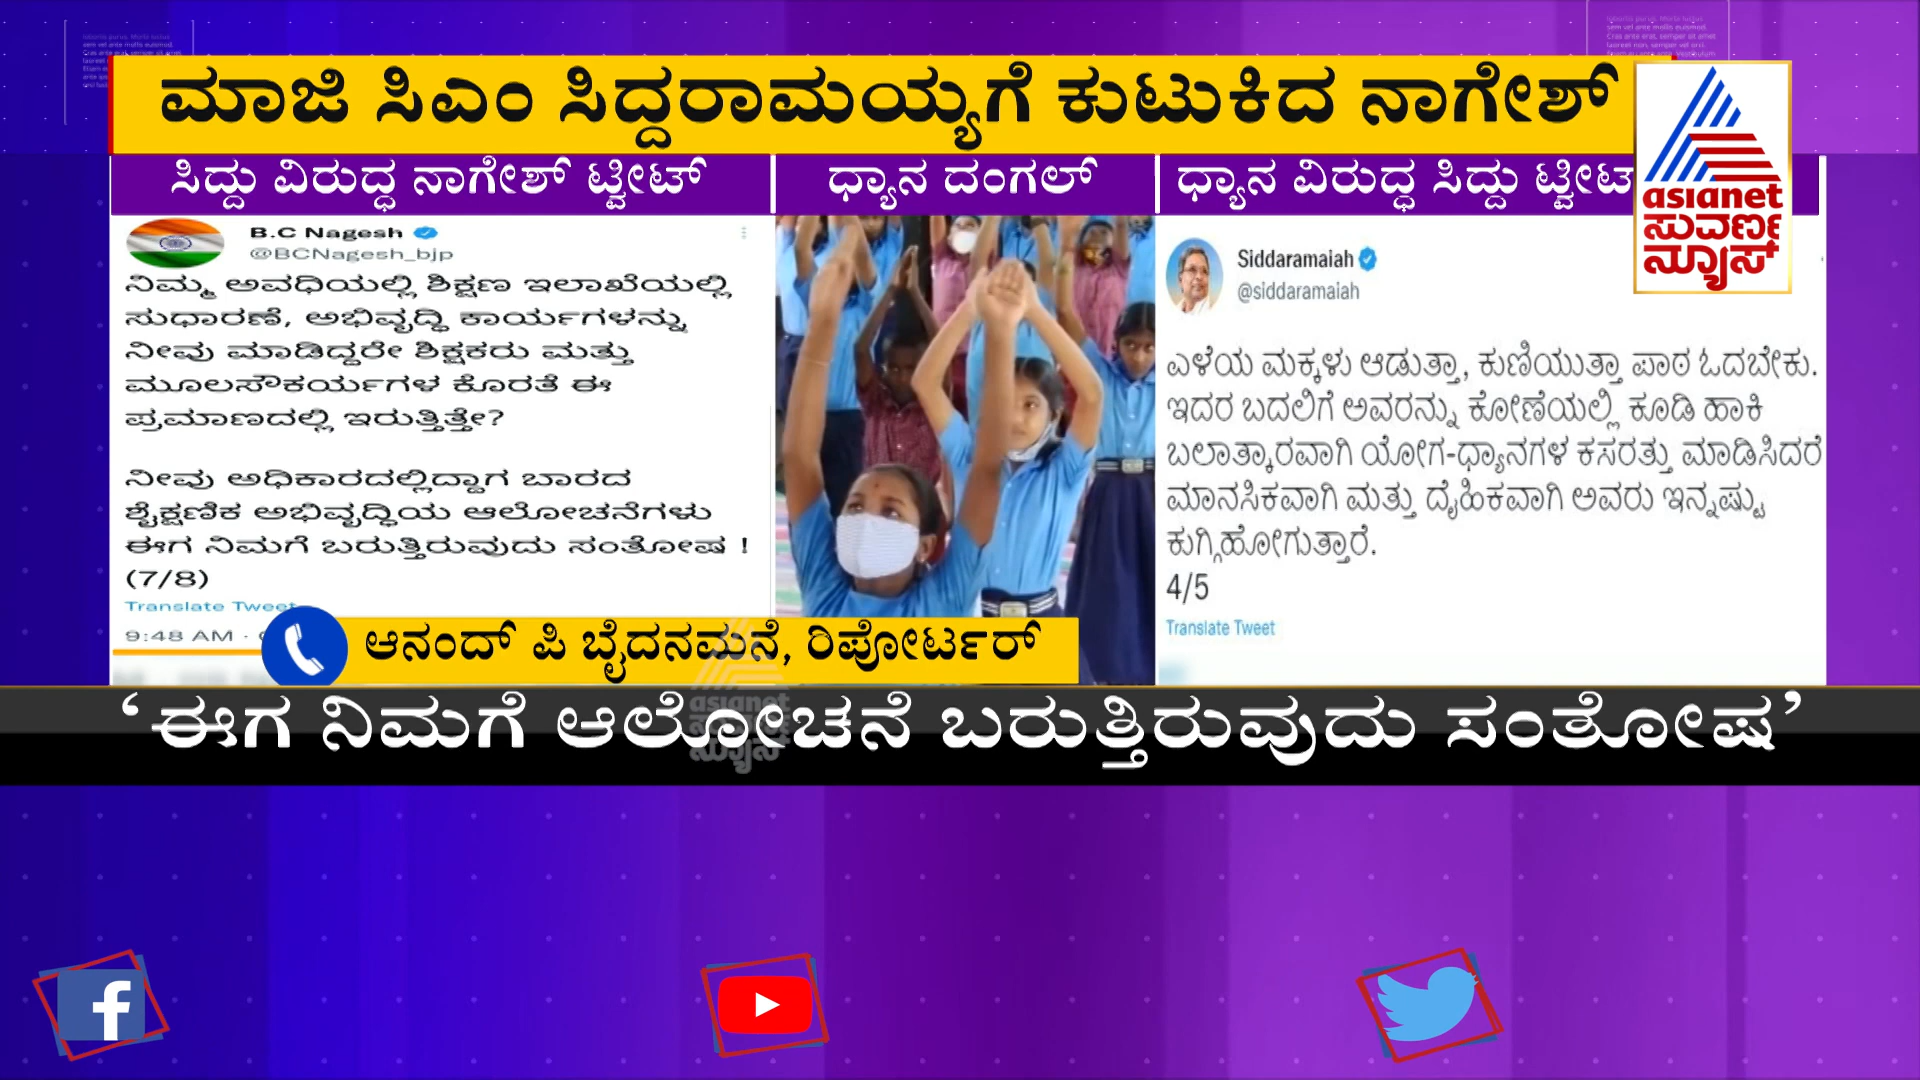 ಮಾಜಿ ಸಿಎಂ ಸಿದ್ದರಾಮಯ್ಯಗೆ ಕುಟುಕಿದ ನಾಗೇಶ್
asianet
ಸುವರ್ಣ
ನ್ಯೂಸ್
ಸಿದ್ದು ವಿರುದ್ಧ ನಾಗೇಶ್ ಟ್ವೀಟ್
ಧ್ಯಾನ ದಂಗಲ್
ಧ್ಯಾನ ವಿರುದ್ಧ ಸಿದ್ದು ಟ್ವೀಟ್
B.C Nagesh
@BCNagesh_bjp
ನಿಮ್ಮ ಅವಧಿಯಲ್ಲಿ ಶಿಕ್ಷಣ ಇಲಾಖೆಯಲ್ಲಿ
ಸುಧಾರಣೆ, ಅಭಿವೃದ್ಧಿ ಕಾರ್ಯಗಳನ್ನು
ನೀವು ಮಾಡಿದ್ದರೇ ಶಿಕ್ಷಕರು ಮತ್ತು
ಮೂಲಸೌಕರ್ಯಗಳ ಕೊರತೆ ಈ
ಪ್ರಮಾಣದಲ್ಲಿ ಇರುತ್ತಿತ್ತೇ?
ನೀವು ಅಧಿಕಾರದಲ್ಲಿದ್ದಾಗ ಬಾರದ
ಶೈಕ್ಷಣಿಕ ಅಭಿವೃದ್ಧಿಯ ಆಲೋಚನೆಗಳು
ಈಗ ನಿಮಗೆ ಬರುತ್ತಿರುವುದು ಸಂತೋಷ !
(7/8)
Translate Tweet
9:48 AM ·
Siddaramaiah
@siddaramaiah
ಎಳೆಯ ಮಕ್ಕಳು ಆಡುತ್ತಾ, ಕುಣಿಯುತ್ತಾ ಪಾಠ ಓದಬೇಕು.
ಇದರ ಬದಲಿಗೆ ಅವರನ್ನು ಕೋಣೆಯಲ್ಲಿ ಕೂಡಿ ಹಾಕಿ
ಬಲಾತ್ಕಾರವಾಗಿ ಯೋಗ-ಧ್ಯಾನಗಳ ಕಸರತ್ತು ಮಾಡಿಸಿದರೆ
ಮಾನಸಿಕವಾಗಿ ಮತ್ತು ದೈಹಿಕವಾಗಿ ಅವರು ಇನ್ನಷ್ಟು
ಕುಗ್ಗಿಹೋಗುತ್ತಾರೆ.
4/5
Translate Tweet
ಆನಂದ್ ಪಿ ಬೈದನಮನೆ, ರಿಪೋರ್ಟರ್
‘ಈಗ ನಿಮಗೆ ಆಲೋಚನೆ ಬರುತ್ತಿರುವುದು ಸಂತೋಷ’
asianet
ಸುವರ್ಣ
ನ್ಯೂಸ್